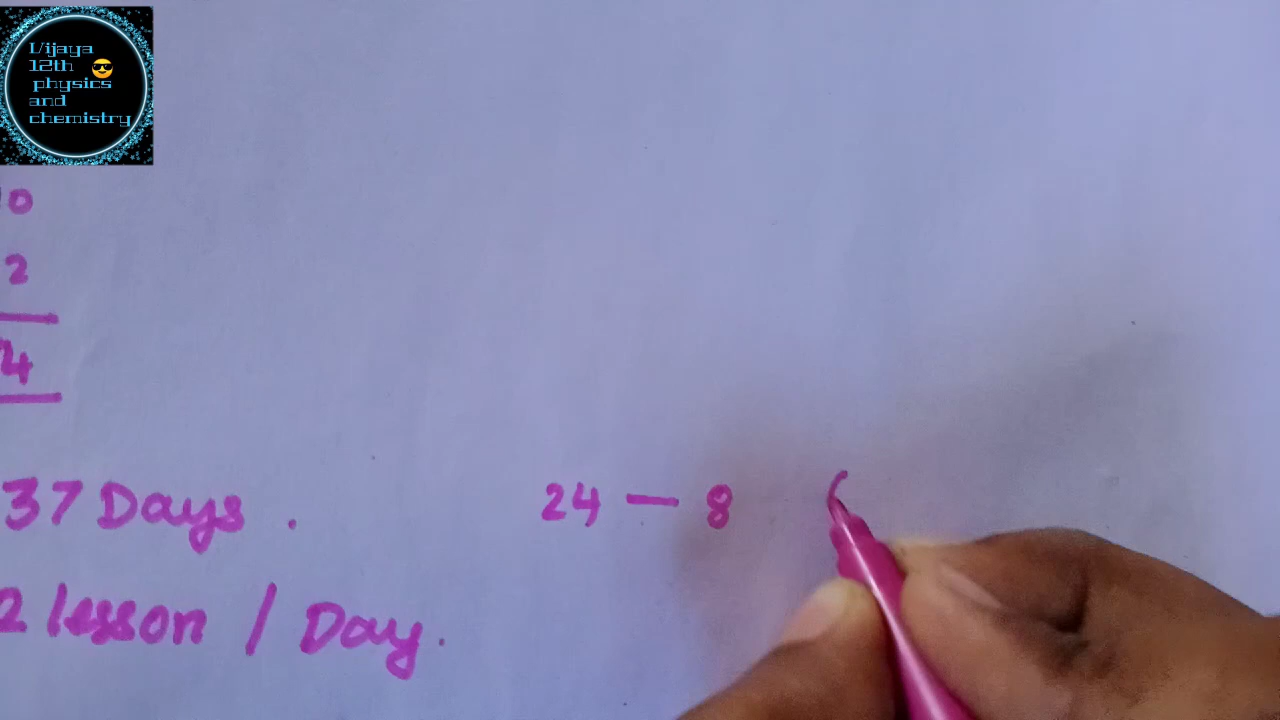 Vijaya
12th
physics
and
chemistry
0
2
4
37 Days .
24 — 8
2 lesson / Day.